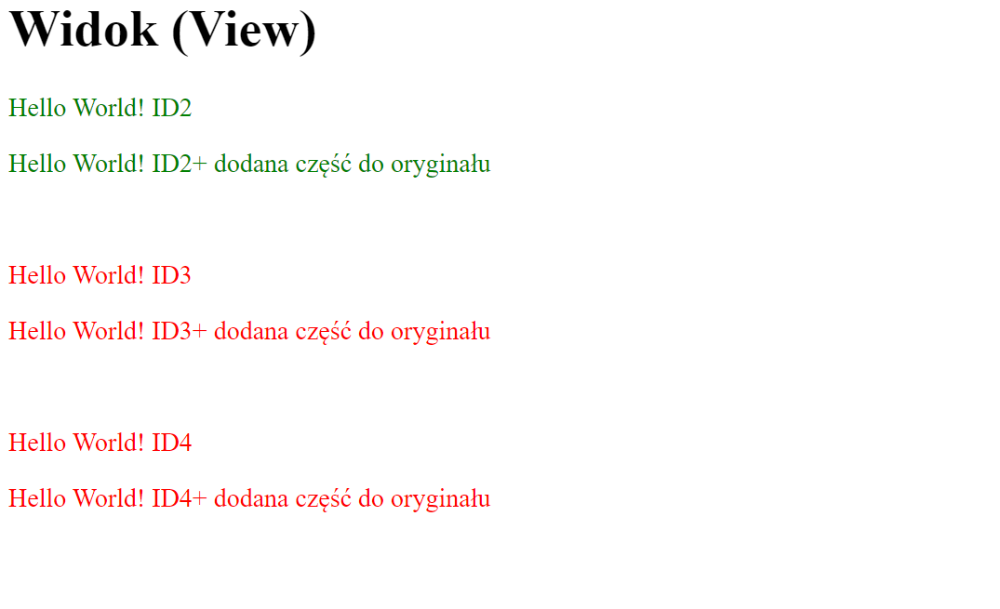 Widok (View)
Hello World! ID2
Hello World! ID2+ dodana część do oryginału
Hello World! ID3
Hello World! ID3+ dodana część do oryginału
Hello World! ID4
Hello World! ID4+ dodana część do oryginału